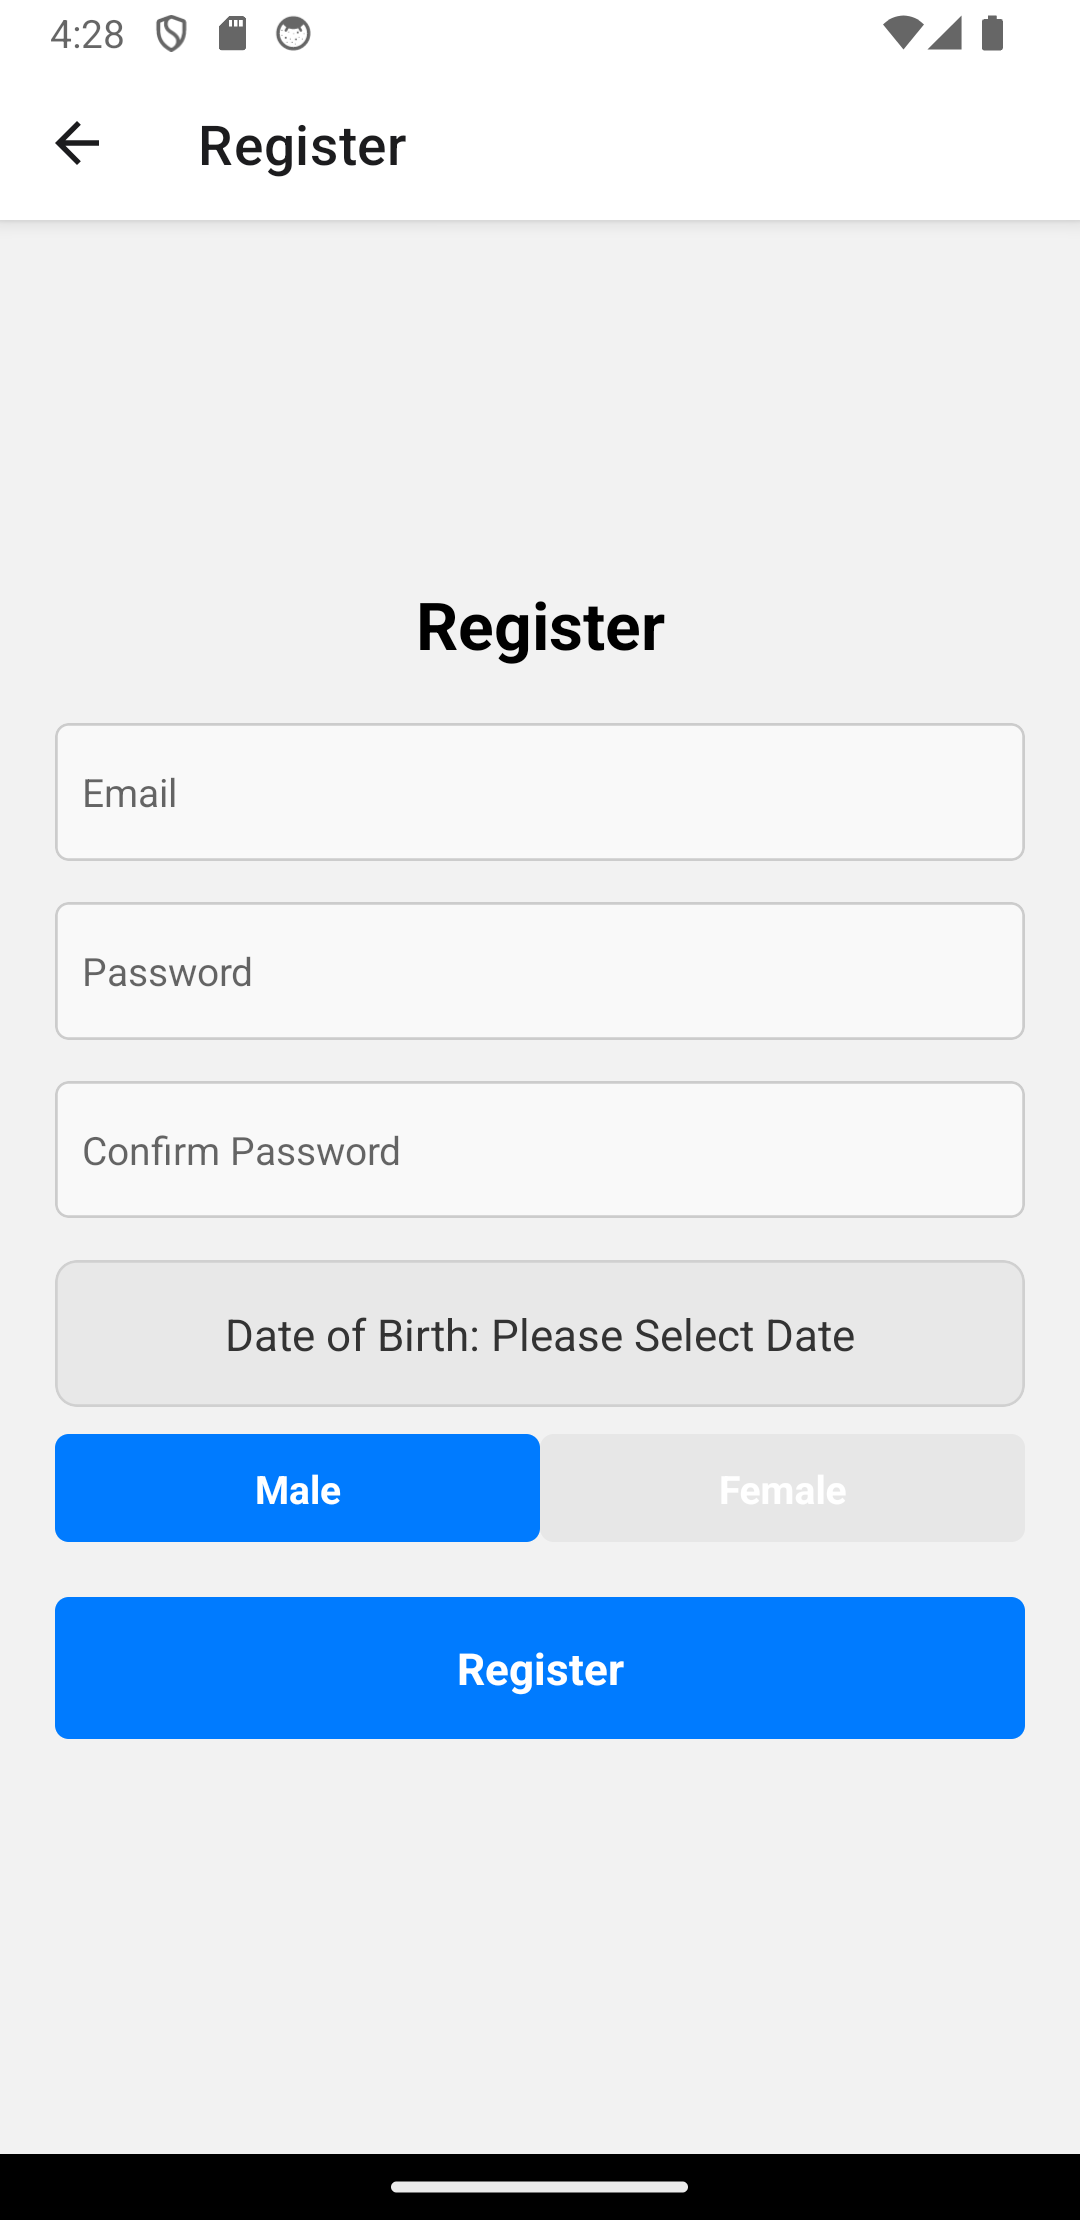 4:28
Register
Register
Email
Password
Confirm Password
Date of Birth: Please Select Date
Male Female
Register